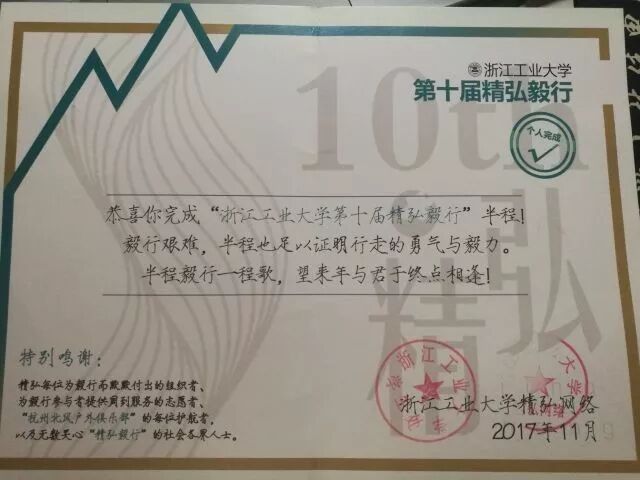 浙江工业大学
第十届精弘毅行
个人完成
10th
精弘
恭喜你完成“浙江工业大学第十届精弘毅行”半程!
毅行艰难，半程也足以证明行走的勇气与毅力。
半程毅行一程歌，望来年与君于终点相逢!
特别鸣谢:
精弘每位为毅行而默默付出的组织者、
为毅行参与者提供周到服务的志愿者、
“杭州北风户外俱乐部”的每位护航者，
以及无数关心“精弘毅行”的社会各界人士。
浙江工业大学精弘网络
2017年11月